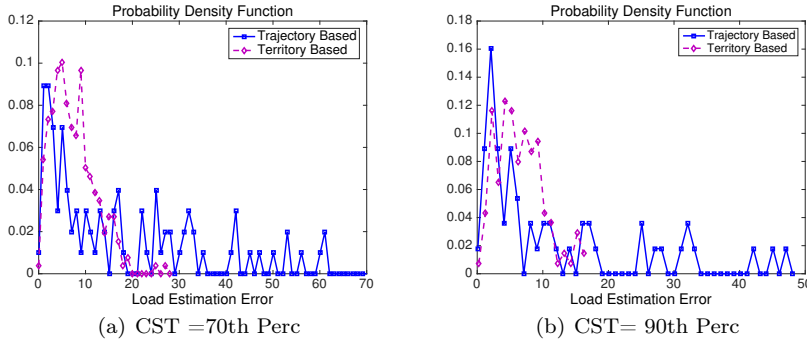 Probability Density Function
0.12
0.1
0.08
0.06
0.04
0.02
0
0 10 20 30 40 50 60 70
Load Estimation Error
Trajectory Based
Territory Based
(a) CST =70th Perc
Probability Density Function
0.18
0.16
0.14
0.12
0.1
0.08
0.06
0.04
0.02
0
0 10 20 30 40 50
Load Estimation Error
Trajectory Based
Territory Based
(b) CST= 90th Perc